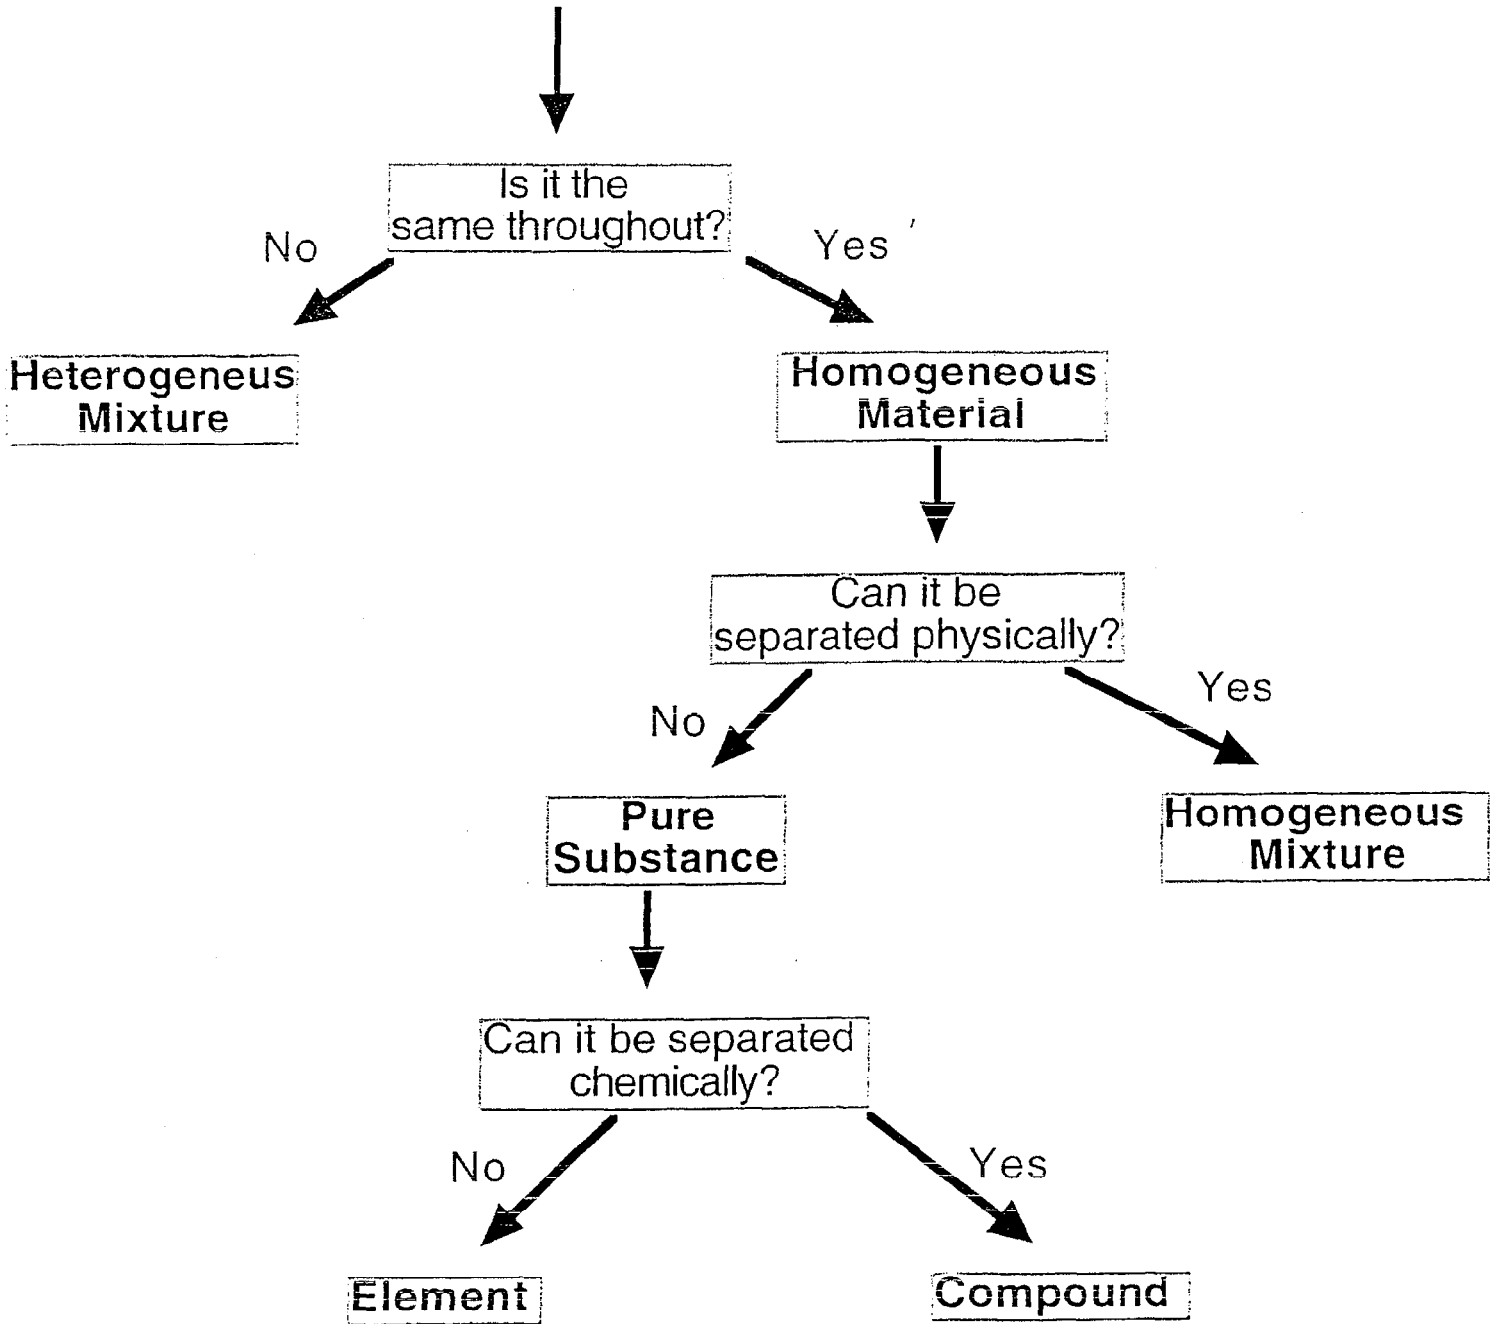 Is it the
same throughout?
No
Yes
Heterogeneus
Mixture
Homogeneous
Material
Can it be
separated physically?
No
Yes
Pure
Substance
Homogeneous
Mixture
Can it be separated
chemically?
No
Yes
Element
Compound